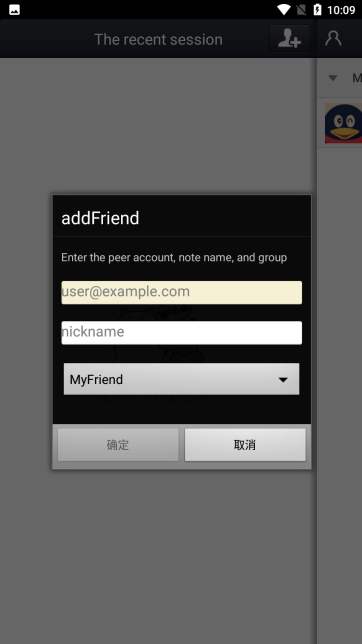 10:09
The recent session
M
addFriend
Enter the peer account, note name, and group
user@example.com
nickname
MyFriend
确定
取消